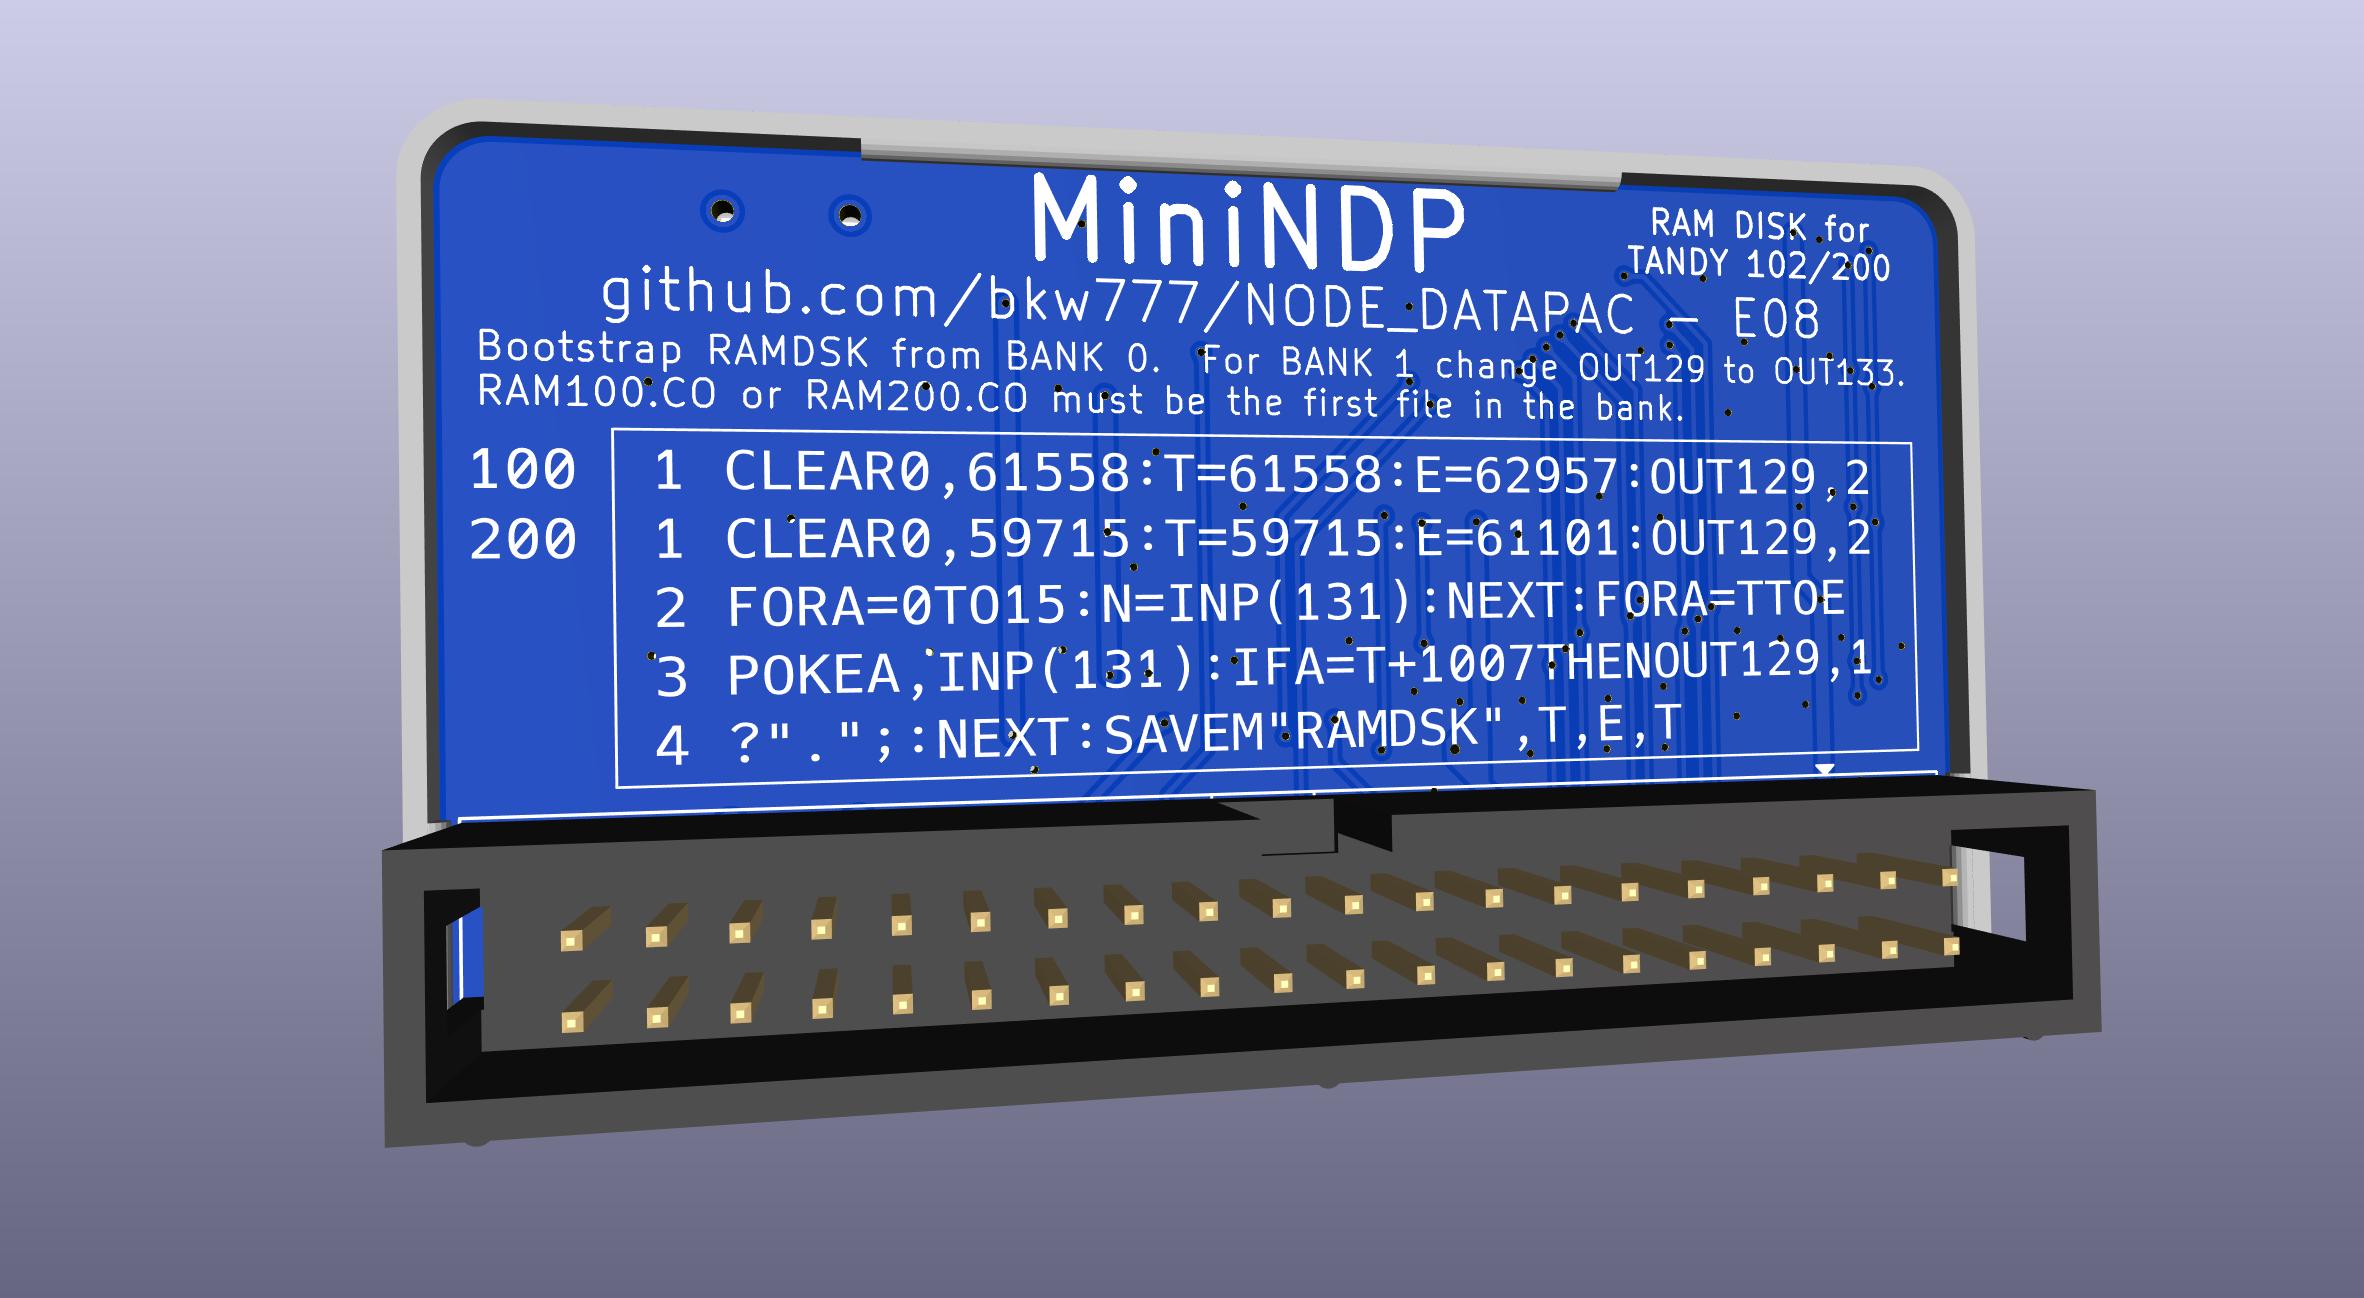 MiniNDP
RAM DISK for
TANDY 102/200
github.com/bkw777/NODE_DATAPAC - E08
Bootstrap RAMDSK from BANK 0. For BANK 1 change OUT129 to OUT133.
RAM100.CO or RAM200.CO must be the first file in the bank.
100 1 CLEAR0,61558:T=61558:E=62957:OUT129,2
200 1 CLEAR0,59715:T=59715:E=61101:OUT129,2
2 FORA=0TO15:N=INP(131):NEXT:FORA=TTOE
3 POKEA,INP(131):IFA=T+1007THENOUT129,1
4 ?".";:NEXT:SAVEM"RAMDSK",T,E,T